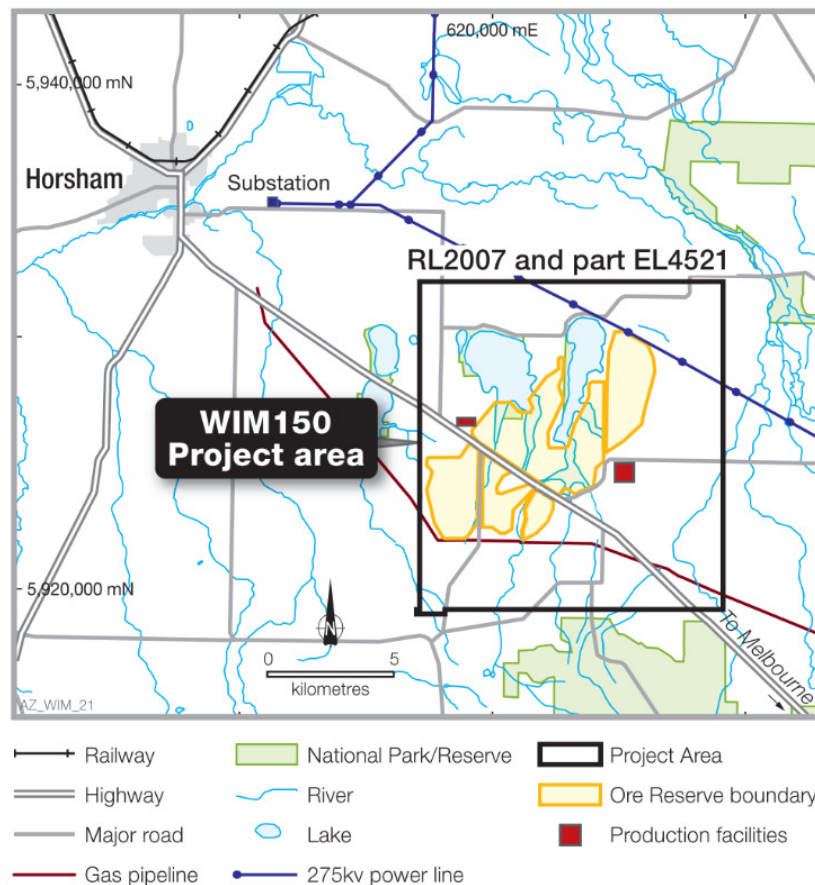 620,000 mE
5,940,000 mN
Horsham
Substation
RL2007 and part EL4521
WIM150
Project area
5,920,000 mN
N
0 5
kilometres
To Melbourne
AZ_WIM_21
Railway
National Park/Reserve
Project Area
Highway
River
Ore Reserve boundary
Major road
Lake
Production facilities
Gas pipeline
275kv power line